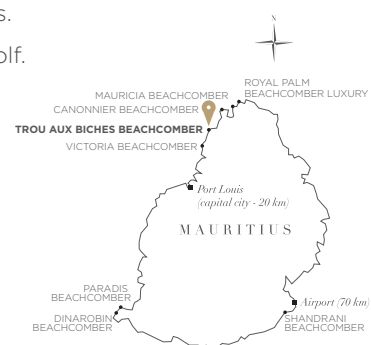 s.
olf.
ROYAL PALM
BEACHCOMBER LUXURY
MAURICIA BEACHCOMBER
CANONNIER BEACHCOMBER
TROU AUX BICHES BEACHCOMBER
VICTORIA BEACHCOMBER
Port Louis
(capital city - 20 km)
MAURITIUS
PARADIS
BEACHCOMBER
DINAROBIN
BEACHCOMBER
Airport (70 km)
SHANDRANI
BEACHCOMBER